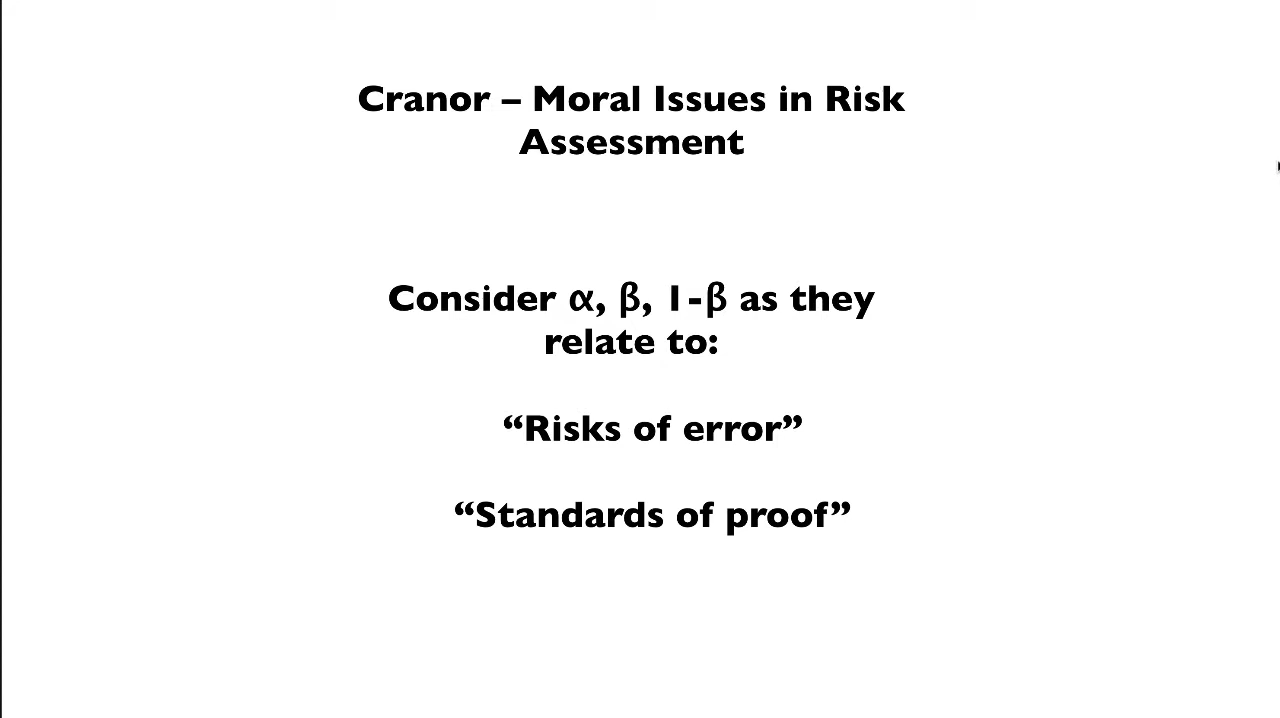 Cranor – Moral Issues in Risk
Assessment
Consider α, β, 1-β as they
relate to:
“Risks of error”
“Standards of proof”